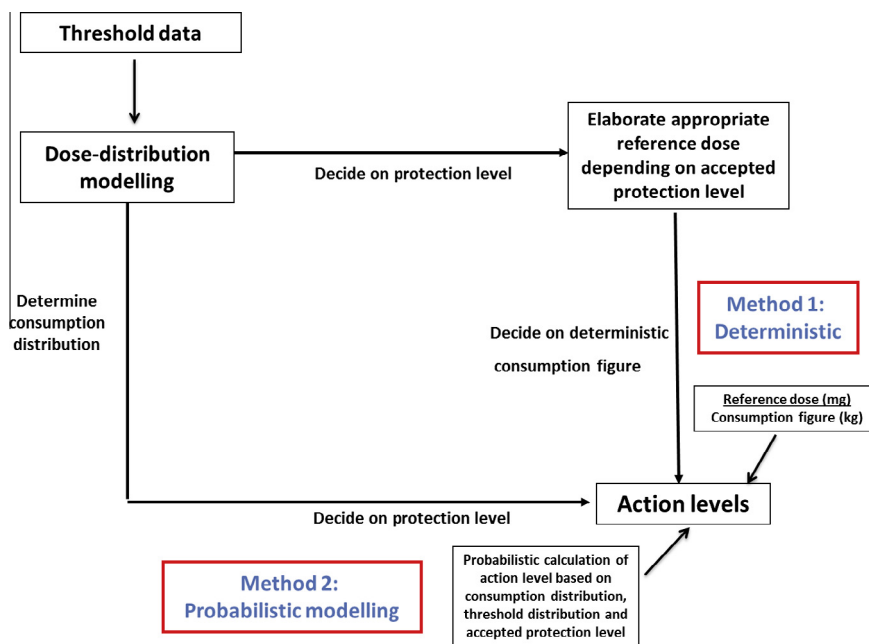 Threshold data
Dose-distribution
modelling
Decide on protection level
Elaborate appropriate
reference dose
depending on accepted
protection level
Determine
consumption
distribution
Decide on deterministic
consumption figure
Method 1:
Deterministic
Reference dose (mg)
Consumption figure (kg)
Action levels
Decide on protection level
Method 2:
Probabilistic modelling
Probabilistic calculation of
action level based on
consumption distribution,
threshold distribution and
accepted protection level